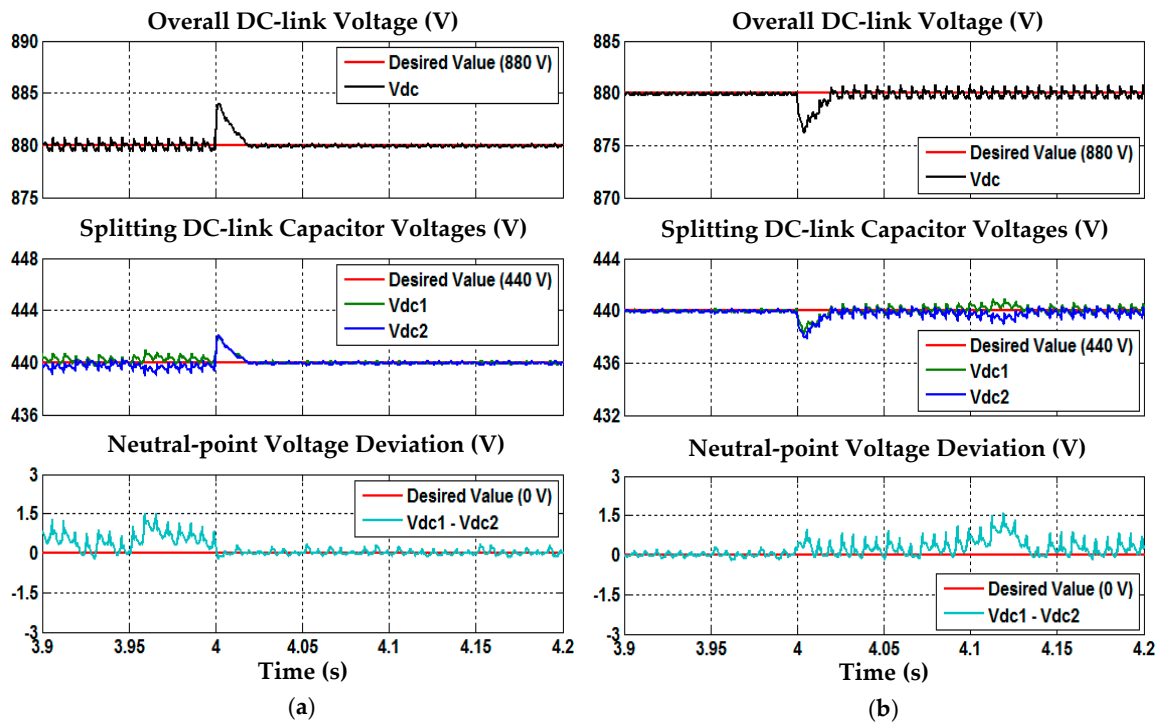 Overall DC-link Voltage (V)
890
885
880
875
Desired Value (880 V)
Vdc
Splitting DC-link Capacitor Voltages (V)
448
444
440
436
Desired Value (440 V)
Vdc1
Vdc2
Neutral-point Voltage Deviation (V)
3
1.5
0
-1.5
-3
Desired Value (0 V)
Vdc1 - Vdc2
3.9 3.95 4 4.05 4.1 4.15 4.2
Time (s)
(a)
Overall DC-link Voltage (V)
885
880
875
870
Desired Value (880 V)
Vdc
Splitting DC-link Capacitor Voltages (V)
444
440
436
432
Desired Value (440 V)
Vdc1
Vdc2
Neutral-point Voltage Deviation (V)
3
1.5
0
-1.5
-3
Desired Value (0 V)
Vdc1 - Vdc2
3.9 3.95 4 4.05 4.1 4.15 4.2
Time (s)
(b)